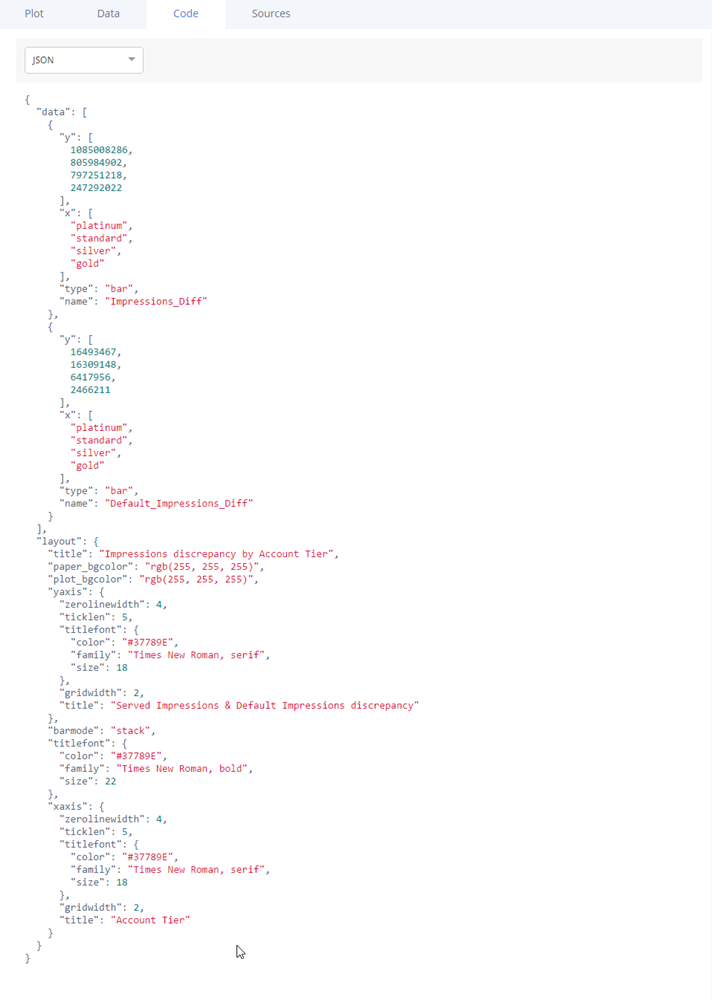 Plot Data Code Sources
JSON
{
  "data": [
    {
      "y": [
        1085008286,
        805984902,
        797251218,
        247292022
      ],
      "x": [
        "platinum",
        "standard",
        "silver",
        "gold"
      ],
      "type": "bar",
      "name": "Impressions_Diff"
    },
    {
      "y": [
        16493467,
        16309148,
        6417956,
        2466211
      ],
      "x": [
        "platinum",
        "standard",
        "silver",
        "gold"
      ],
      "type": "bar",
      "name": "Default_Impressions_Diff"
    }
  ],
  "layout": {
    "title": "Impressions discrepancy by Account Tier",
    "paper_bgcolor": "rgb(255, 255, 255)",
    "plot_bgcolor": "rgb(255, 255, 255)",
    "yaxis": {
      "zerolinewidth": 4,
      "ticklen": 5,
      "titlefont": {
        "color": "#37789E",
        "family": "Times New Roman, serif",
        "size": 18
      },
      "gridwidth": 2,
      "title": "Served Impressions & Default Impressions discrepancy"
    },
    "barmode": "stack",
    "titlefont": {
      "color": "#37789E",
      "family": "Times New Roman, bold",
      "size": 22
    },
    "xaxis": {
      "zerolinewidth": 4,
      "ticklen": 5,
      "titlefont": {
        "color": "#37789E",
        "family": "Times New Roman, serif",
        "size": 18
      },
      "gridwidth": 2,
      "title": "Account Tier"
    }
  }
}